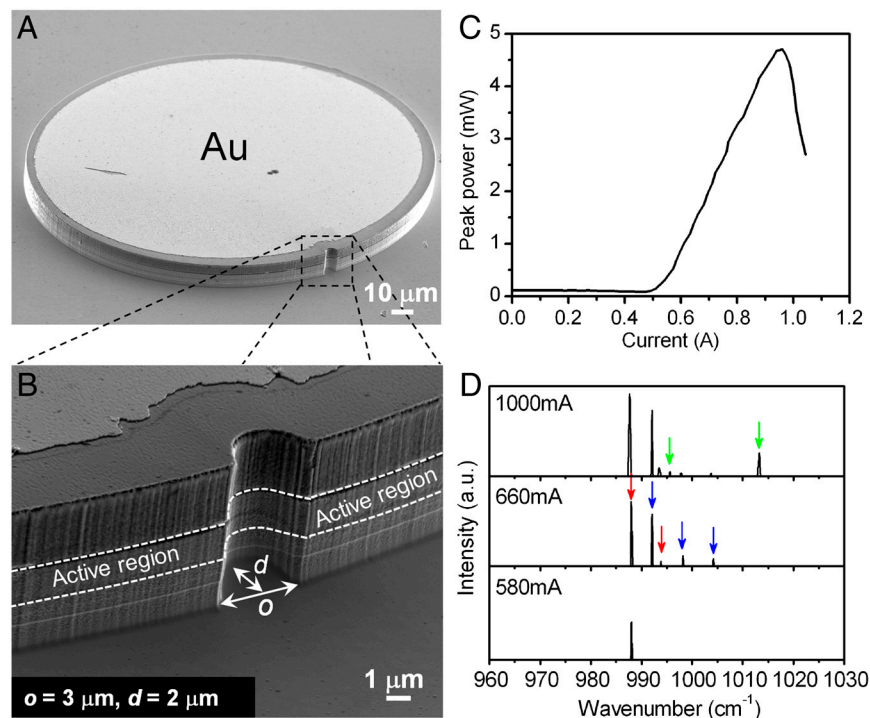 A
Au
10 μm
B
Active region
Active region
d
o
o = 3 μm, d = 2 μm
1 μm
C
Peak power (mW)
5
4
3
2
1
0
0.0 0.2 0.4 0.6 0.8 1.0 1.2
Current (A)
D
Intensity (a.u.)
1000mA
660mA
580mA
960 970 980 990 1000 1010 1020 1030
Wavenumber (cm⁻¹)